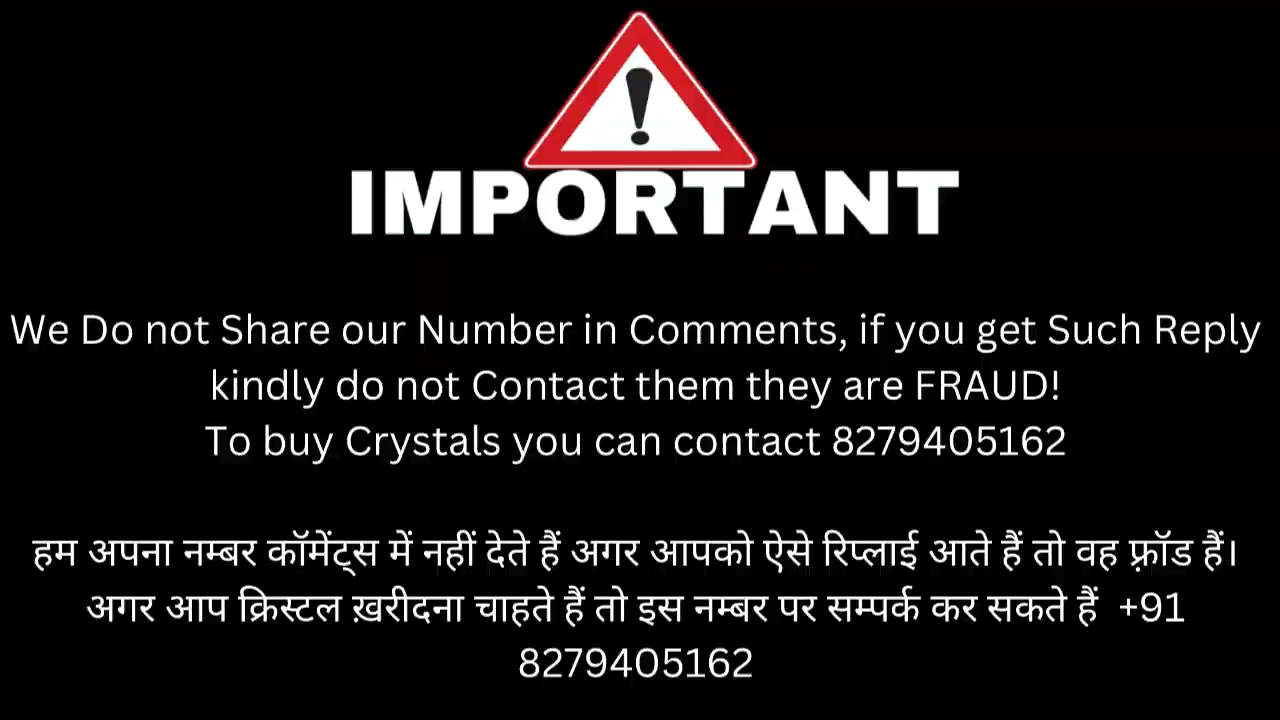 IMPORTANT
We Do not Share our Number in Comments, if you get Such Reply
kindly do not Contact them they are FRAUD!
To buy Crystals you can contact 8279405162
हम अपना नम्बर कॉमेंट्स में नहीं देते हैं अगर आपको ऐसे रिप्लाई आते हैं तो वह फ़्रॉड हैं।
अगर आप क्रिस्टल ख़रीदना चाहते हैं तो इस नम्बर पर सम्पर्क कर सकते हैं +91
8279405162